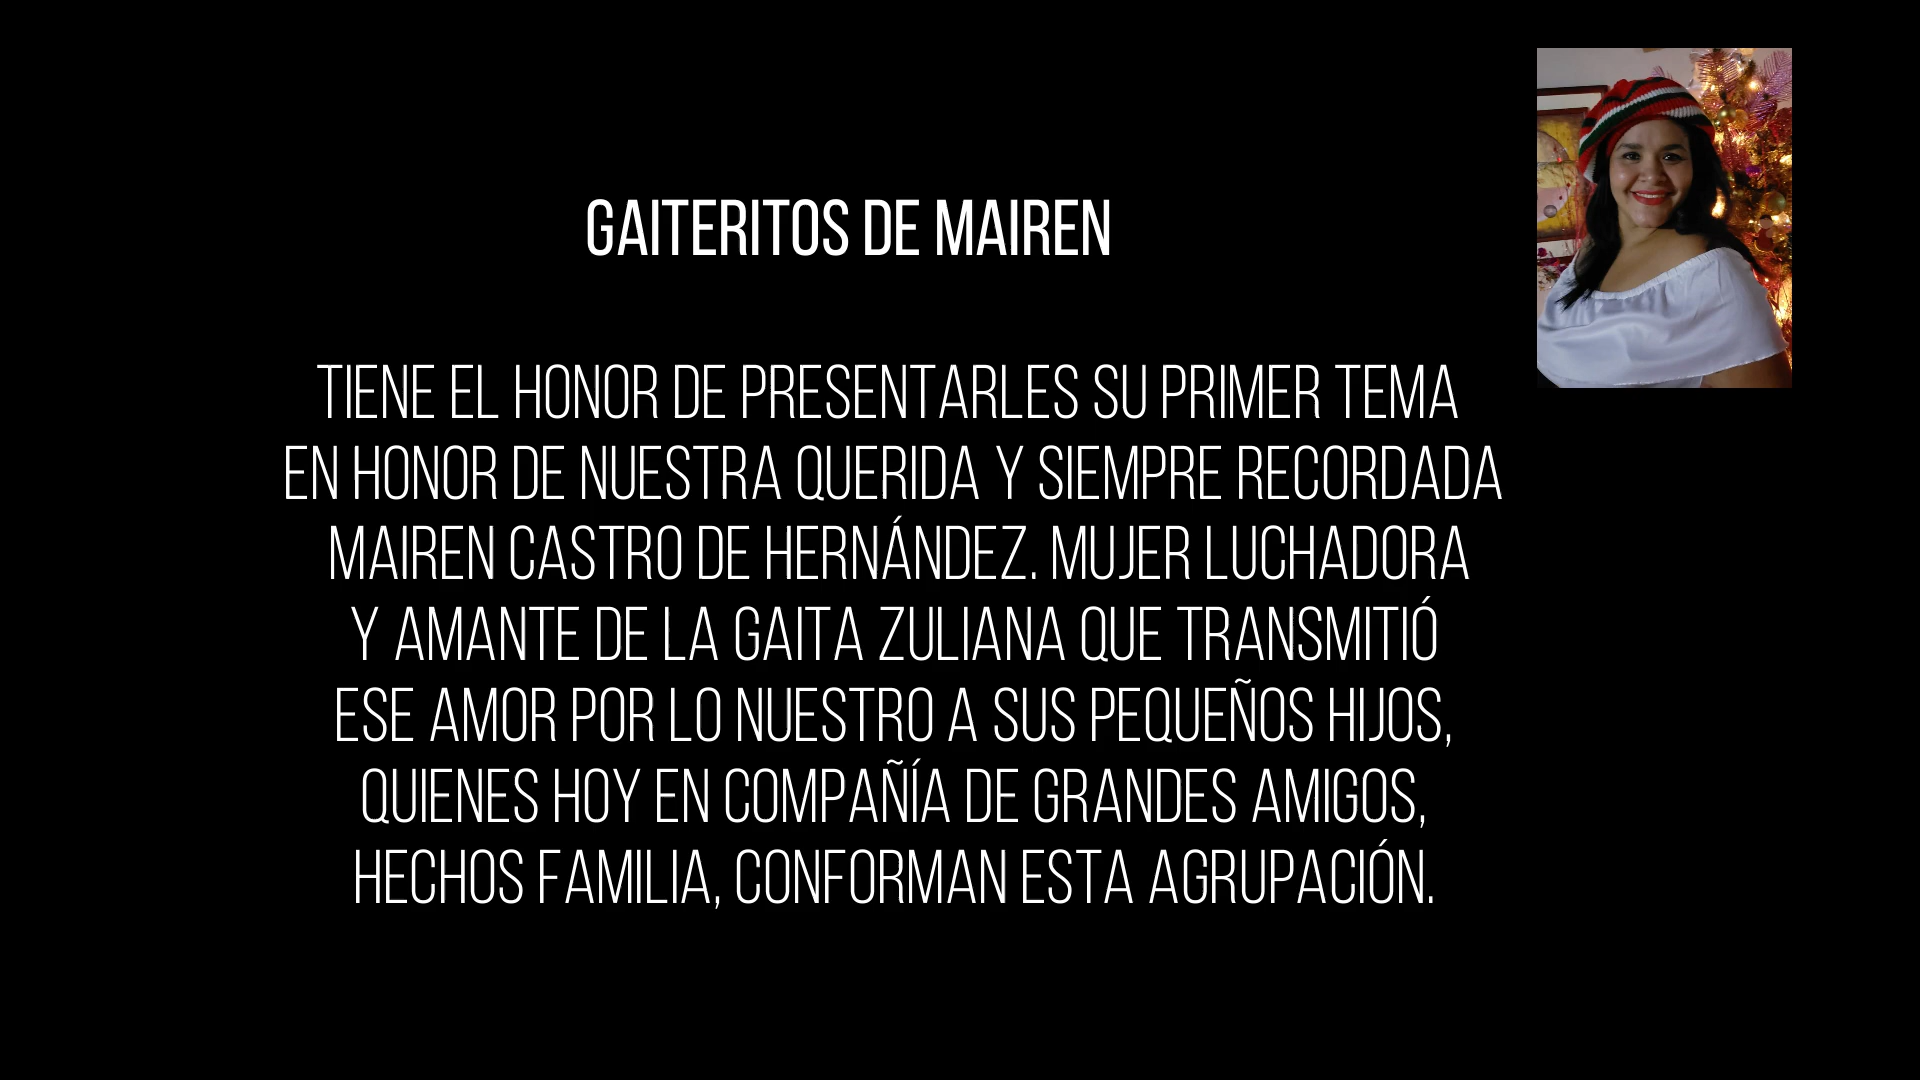 GAITERITOS DE MAIREN
TIENE EL HONOR DE PRESENTARLES SU PRIMER TEMA
EN HONOR DE NUESTRA QUERIDA Y SIEMPRE RECORDADA
MAIREN CASTRO DE HERNÁNDEZ. MUJER LUCHADORA
Y AMANTE DE LA GAITA ZULIANA QUE TRANSMITIÓ
ESE AMOR POR LO NUESTRO A SUS PEQUEÑOS HIJOS,
QUIENES HOY EN COMPAÑÍA DE GRANDES AMIGOS,
HECHOS FAMILIA, CONFORMAN ESTA AGRUPACIÓN.